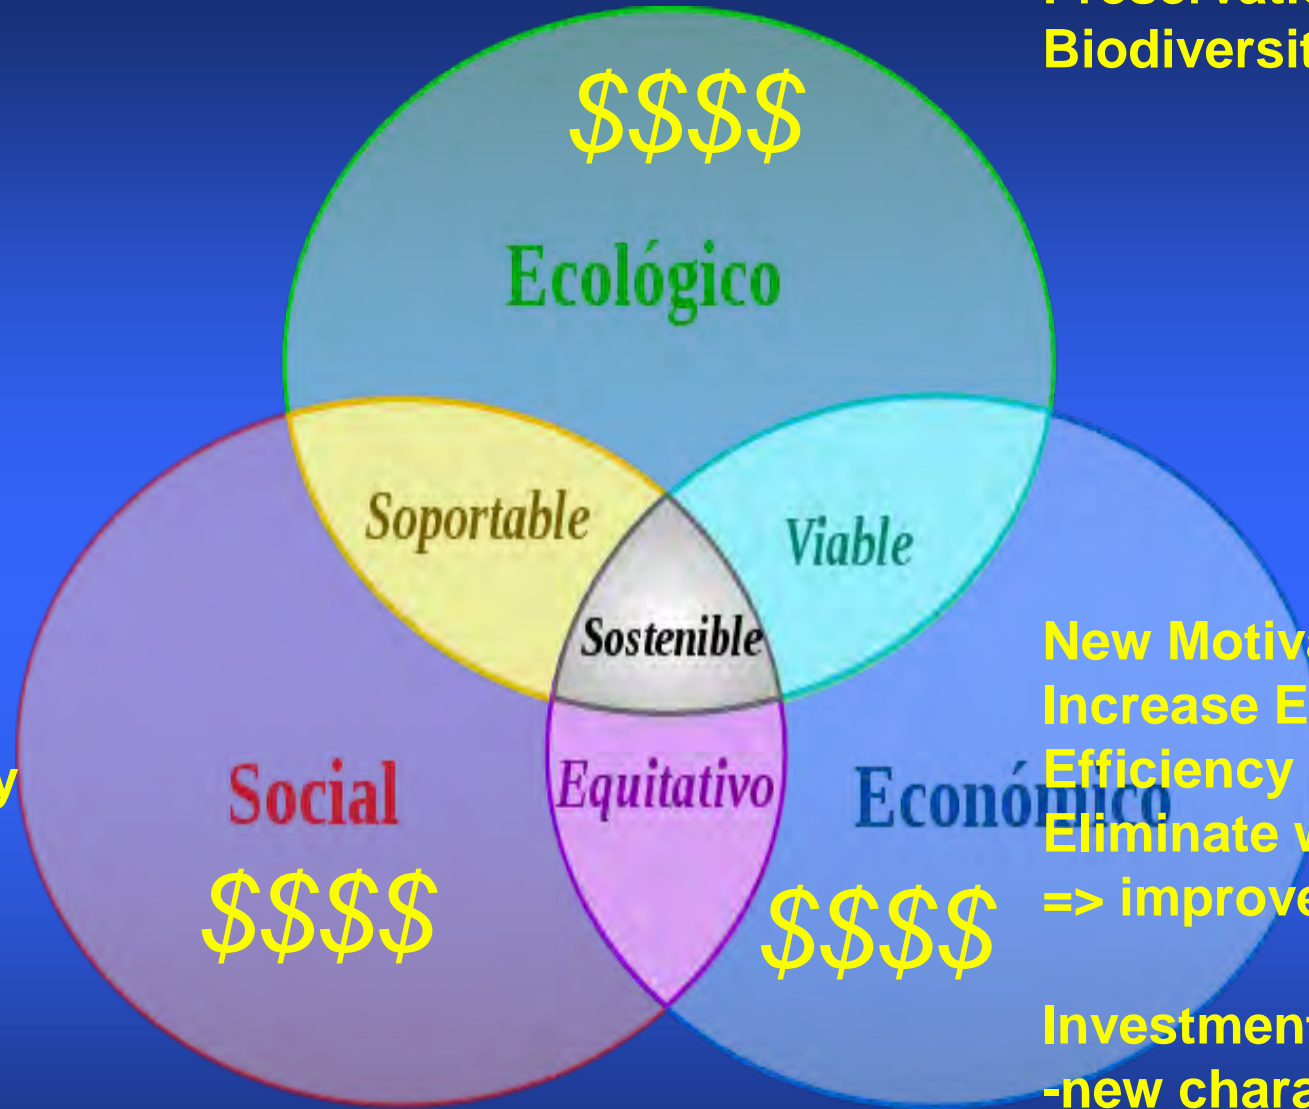 Biodiversit
$$$$
Ecológico
Soportable
Viable
Sostenible
Social
Equitativo
Económico
y
$$$$
$$$$
New Motiva
Increase E
Efficiency
Eliminate w
=> improve
Investment
-new chara